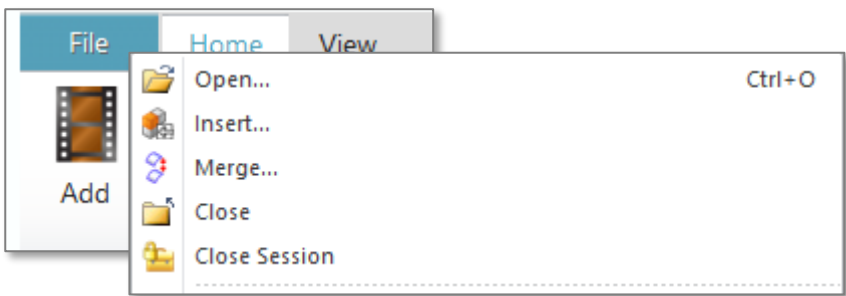 File Home View
Open... Ctrl+O
Insert...
Merge...
Add
Close
Close Session